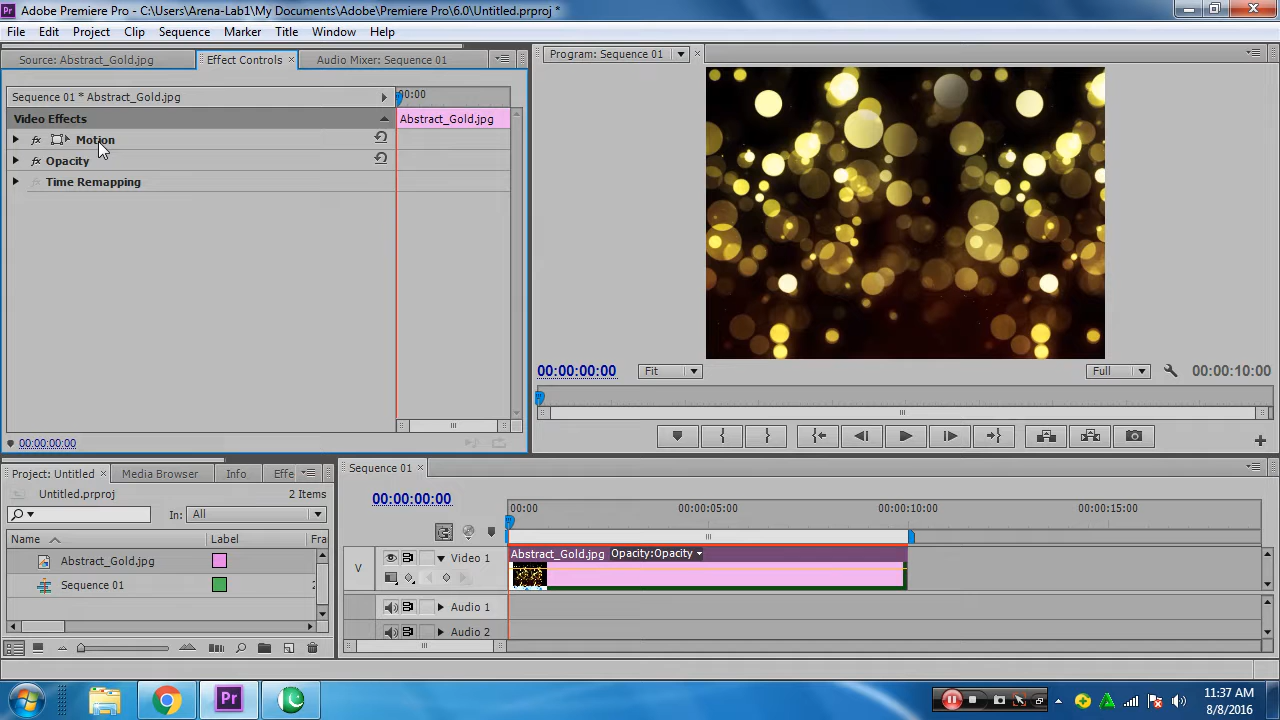 Adobe Premiere Pro - C:\Users\Arena-Lab1\My Documents\Adobe\Premiere Pro\6.0\Untitled.prproj *
File Edit Project Clip Sequence Marker Title Window Help
Source: Abstract_Gold.jpg Effect Controls Audio Mixer: Sequence 01
Program: Sequence 01
Sequence 01 * Abstract_Gold.jpg
00:00
Video Effects
Abstract_Gold.jpg
fx Motion
fx Opacity
fx Time Remapping
00:00:00:00 Fit Full 00:00:10:00
00:00:00:00
Project: Untitled Media Browser Info Effe
Untitled.prproj 2 Items
In: All
Name Label Fra
Abstract_Gold.jpg
Sequence 01 2
Sequence 01
00:00:00:00
00:00 00:00:05:00 00:00:10:00 00:00:15:00
V Video 1
Abstract_Gold.jpg Opacity:Opacity
Audio 1
Audio 2
Pr
11:37 AM
8/8/2016